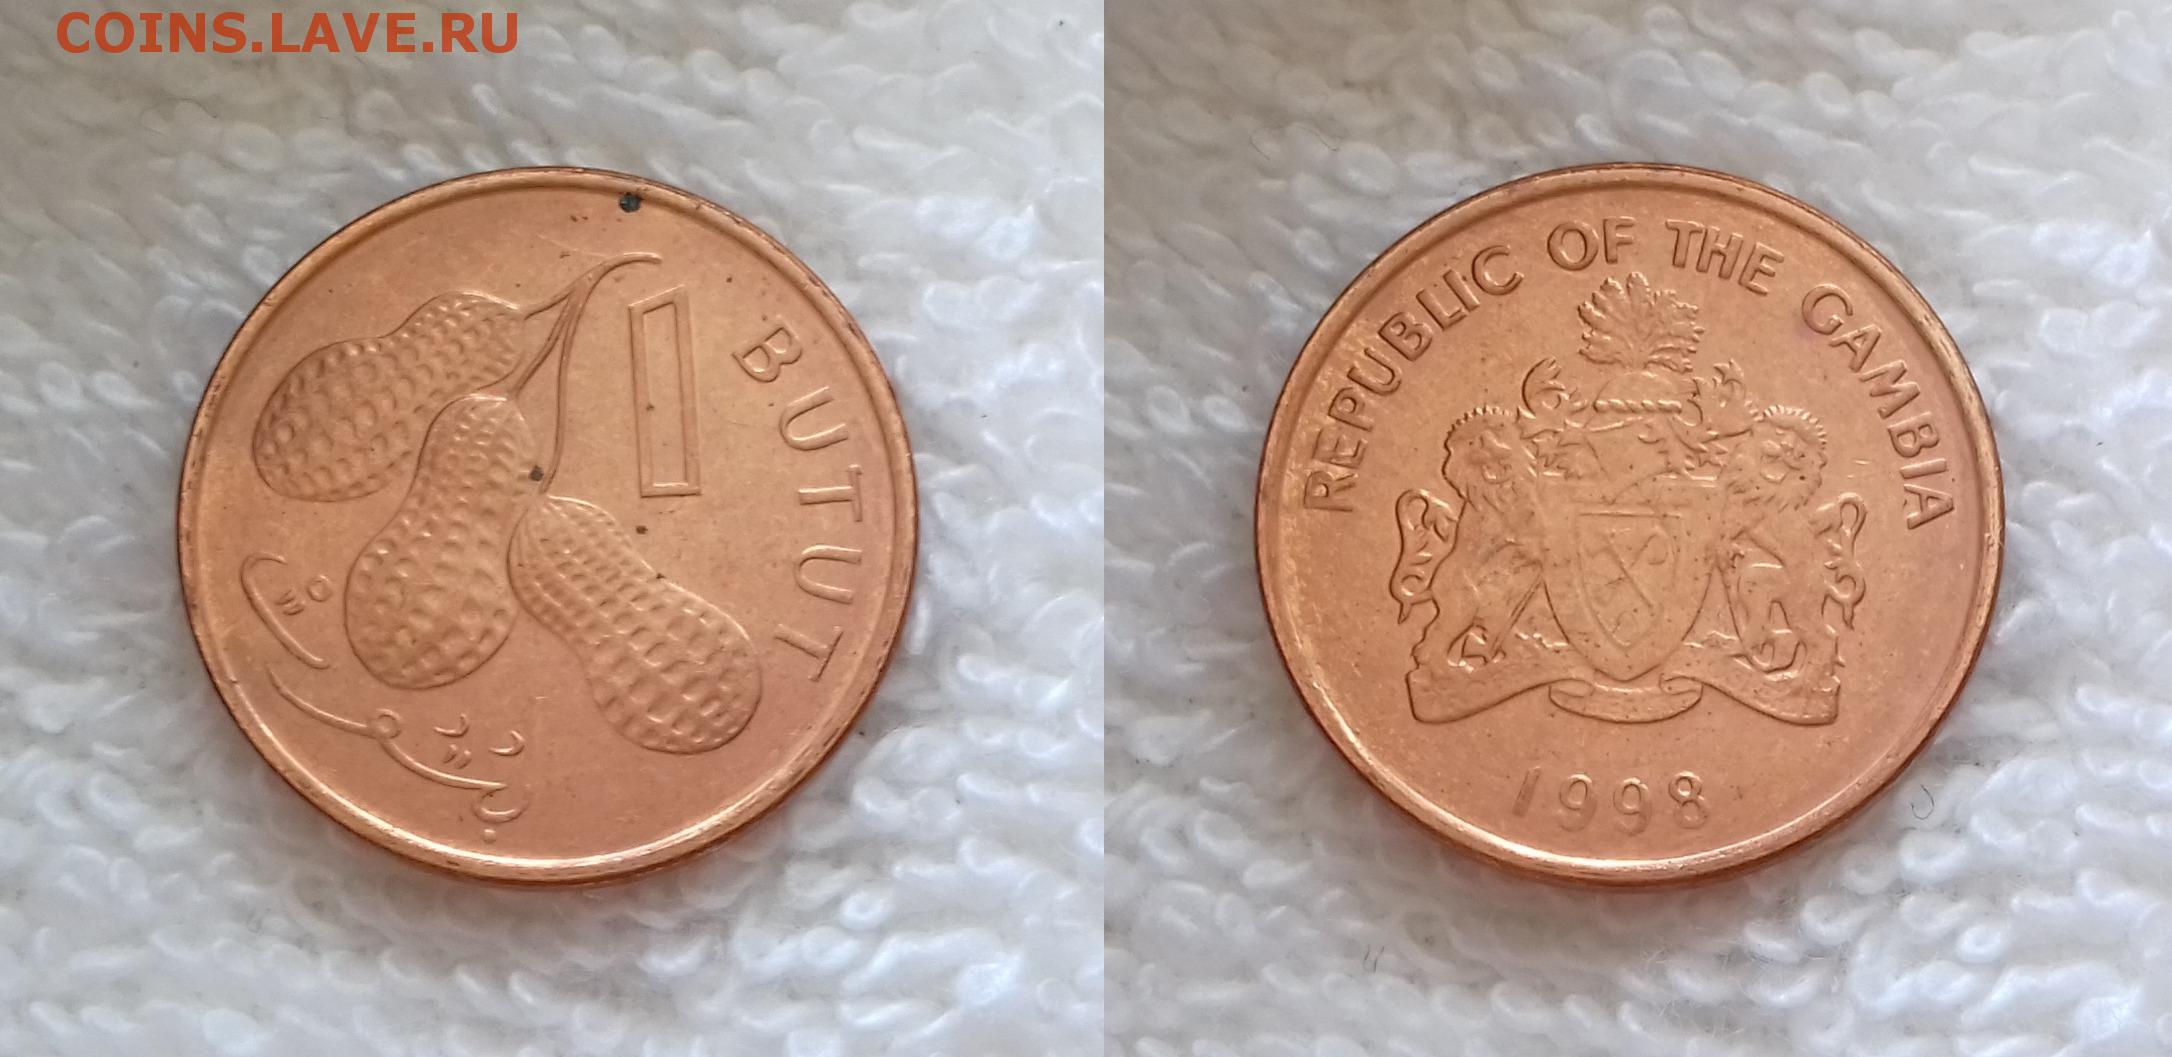 COINS.LAVE.RU
1
BUTUT
REPUBLIC OF THE GAMBIA
1998